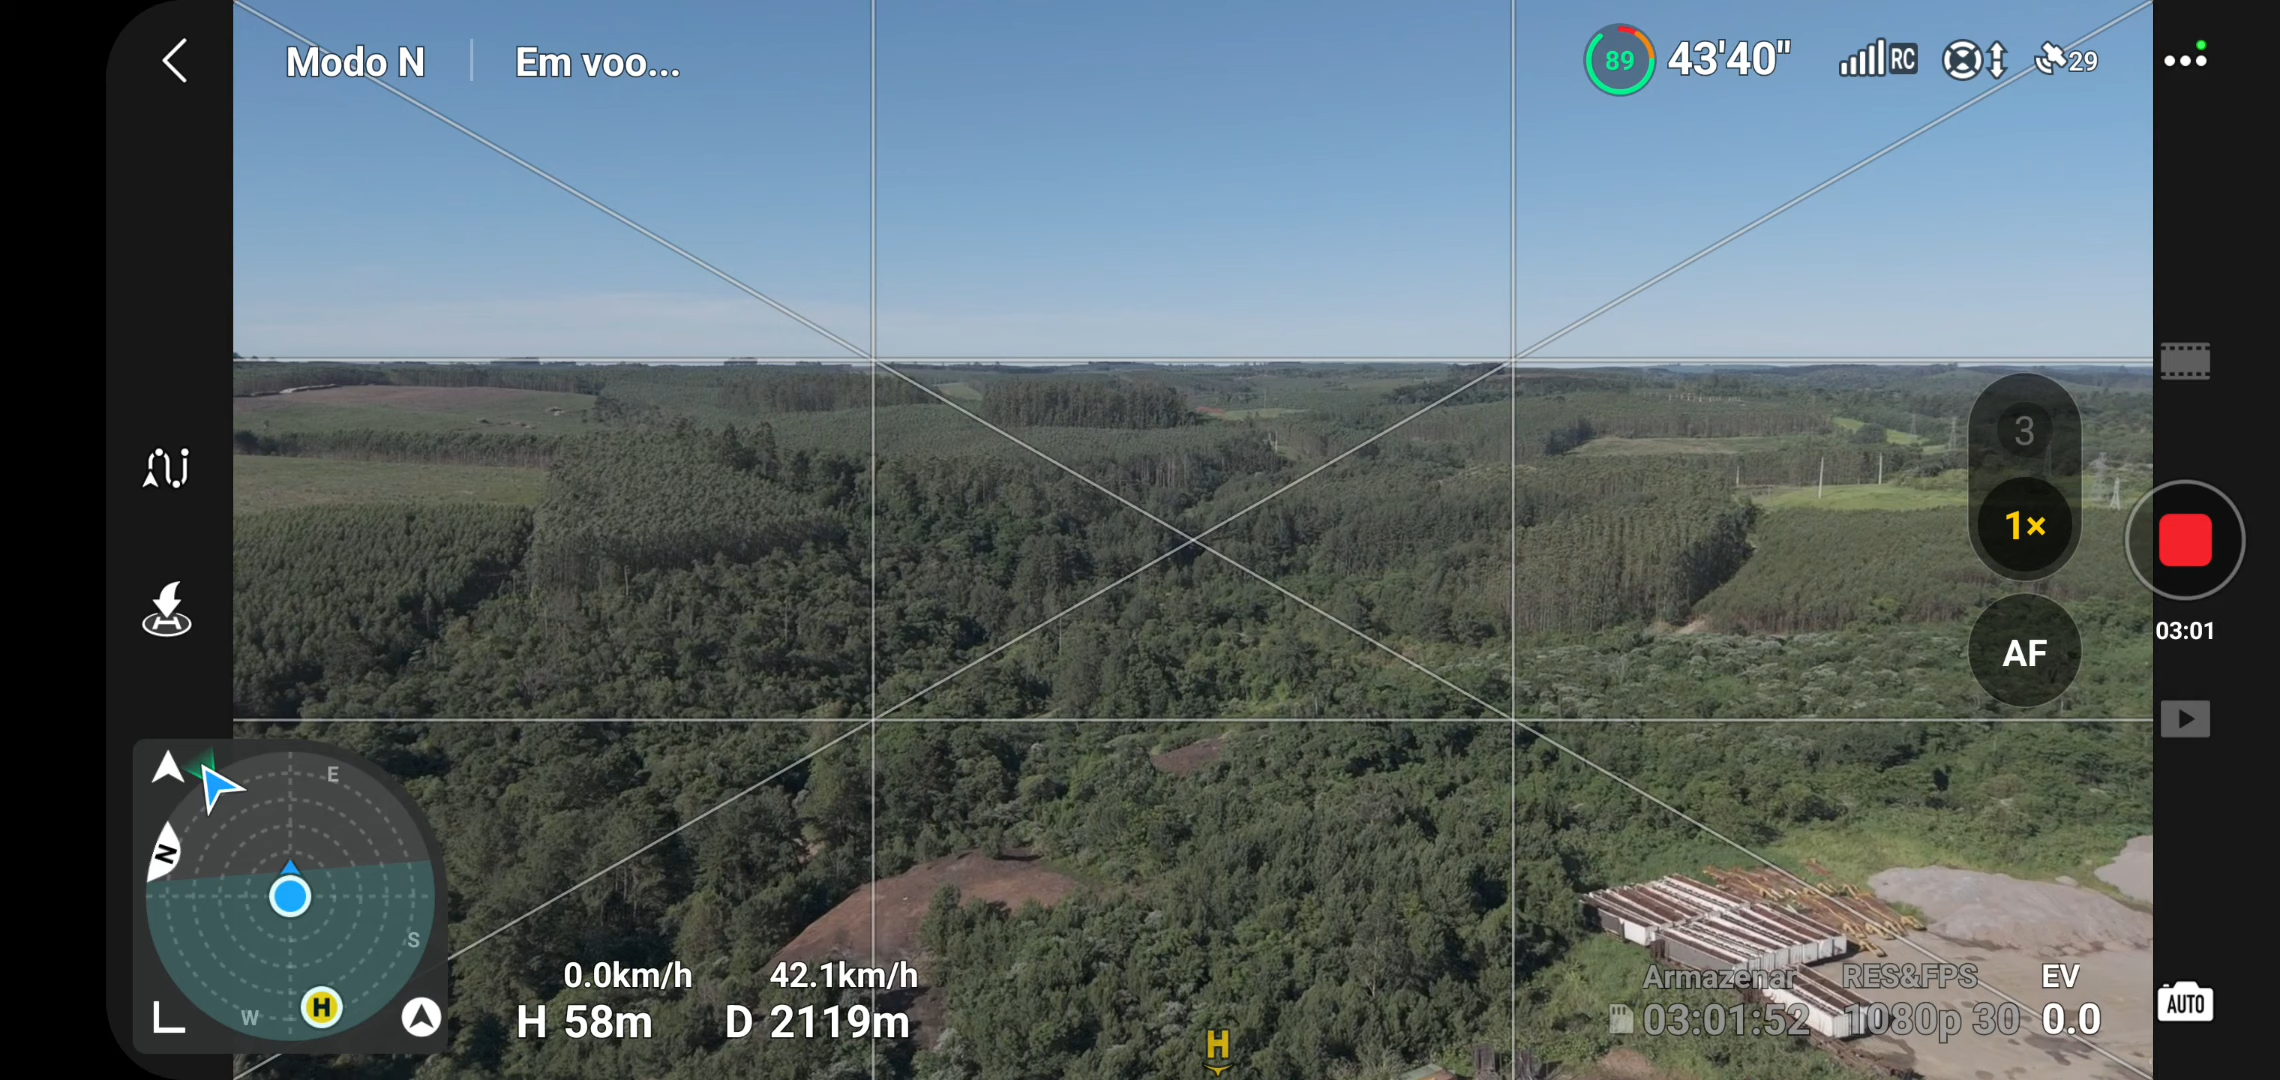 Modo N
Em voo...
89
43'40"
RC
29
3
1×
AF
03:01
E
N
S
W
H
0.0km/h
42.1km/h
H 58m
D 2119m
H
Armazenar
RES&FPS
EV
03:01:52
1080p 30
0.0
AUTO